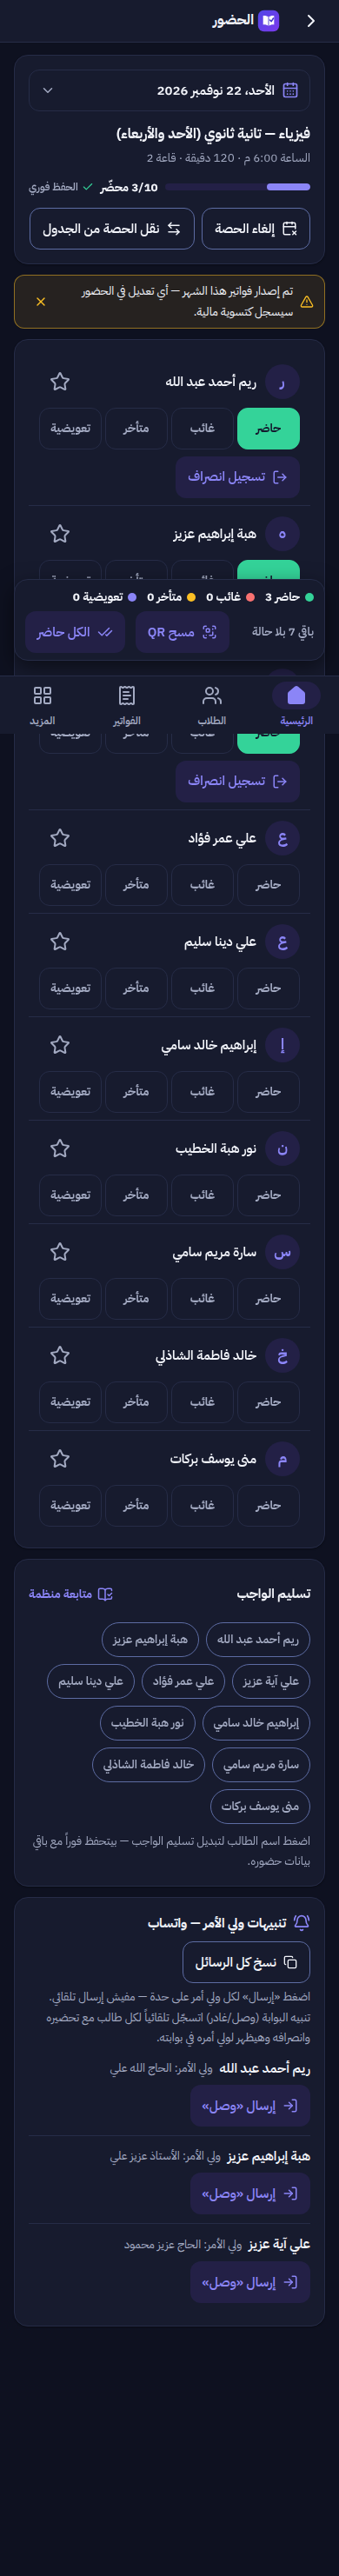 الحضور
الأحد، 22 نوفمبر 2026
فيزياء — تانية ثانوي (الأحد والأربعاء)
الساعة 6:00 م · 120 دقيقة · قاعة 2
3/10 محضّر
الحفظ فوري
إلغاء الحصة
نقل الحصة من الجدول
تم إصدار فواتير هذا الشهر — أي تعديل في الحضور
سيسجل كتسوية مالية.
ر
ريم أحمد عبد الله
حاضر غائب متأخر تعويضية
تسجيل انصراف
ه
هبة إبراهيم عزيز
حاضر 3 غائب 0 متأخر 0 تعويضية 0
باقي 7 بلا حالة
مسح QR
الكل حاضر
الرئيسية
الطلاب
الفواتير
المزيد
تسجيل انصراف
ع
علي عمر فؤاد
حاضر غائب متأخر تعويضية
ع
علي دينا سليم
حاضر غائب متأخر تعويضية
إ
إبراهيم خالد سامي
حاضر غائب متأخر تعويضية
ن
نور هبة الخطيب
حاضر غائب متأخر تعويضية
س
سارة مريم سامي
حاضر غائب متأخر تعويضية
خ
خالد فاطمة الشاذلي
حاضر غائب متأخر تعويضية
م
منى يوسف بركات
حاضر غائب متأخر تعويضية
تسليم الواجب
متابعة منظمة
ريم أحمد عبد الله
هبة إبراهيم عزيز
علي آية عزيز
علي عمر فؤاد
علي دينا سليم
إبراهيم خالد سامي
نور هبة الخطيب
سارة مريم سامي
خالد فاطمة الشاذلي
منى يوسف بركات
اضغط اسم الطالب لتبديل تسليم الواجب — بيتحفظ فوراً مع باقي
بيانات حضوره.
تنبيهات ولي الأمر — واتساب
نسخ كل الرسائل
اضغط «إرسال» لكل ولي أمر على حدة — مفيش إرسال تلقائي.
تنبيه البوابة (وصل/غادر) اتسجّل تلقائياً لكل طالب مع تحضيره
وانصرافه وهيظهر لولي أمره في بوابته.
ريم أحمد عبد الله ولي الأمر: الحاج الله علي
إرسال «وصل»
هبة إبراهيم عزيز ولي الأمر: الأستاذ عزيز علي
إرسال «وصل»
علي آية عزيز ولي الأمر: الحاج عزيز محمود
إرسال «وصل»